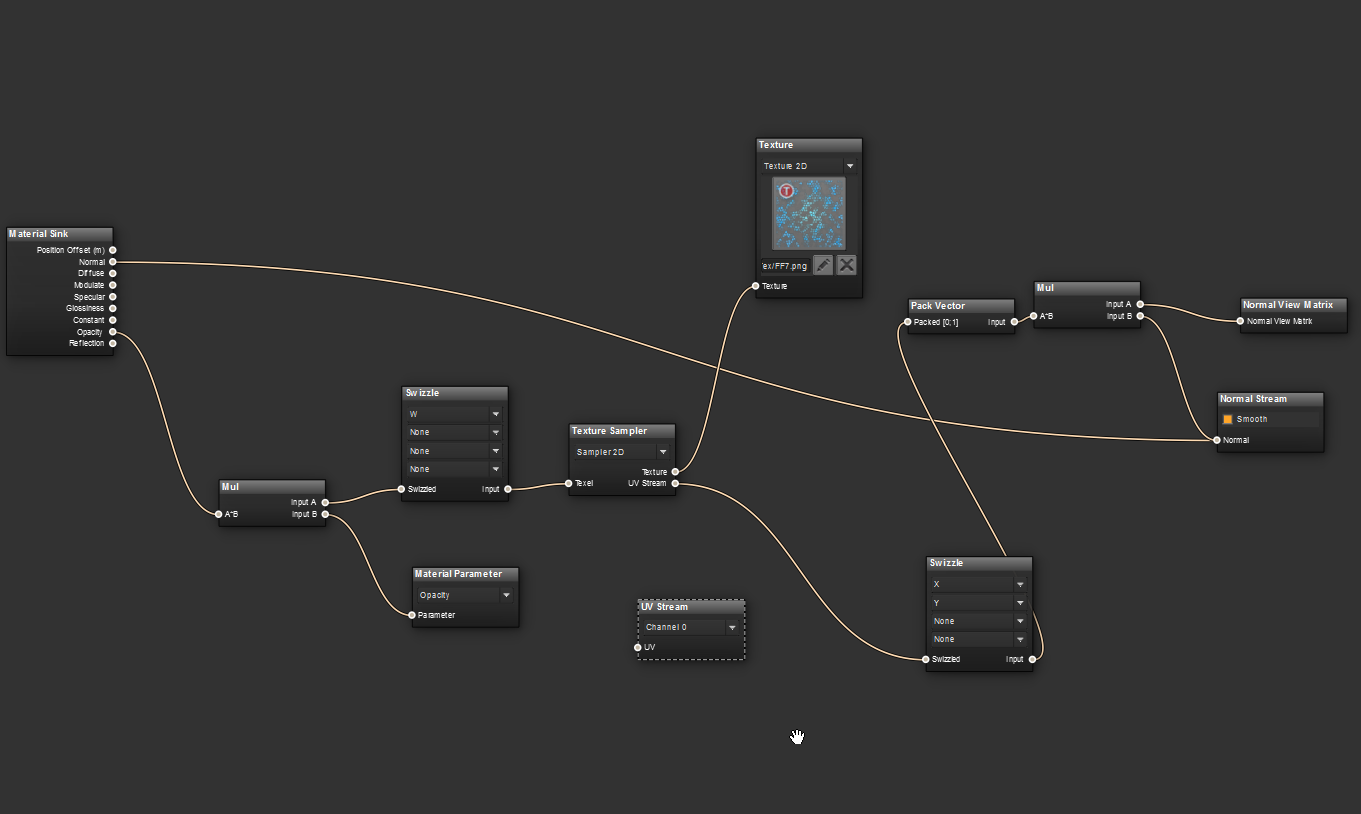 Material Sink
Position Offset (m)
Normal
Diffuse
Modulate
Specular
Glossiness
Constant
Opacity
Reflection
Mul
Input A
A*B
Input B
Swizzle
W
None
None
None
Swizzled
Input
Material Parameter
Opacity
Parameter
Texture Sampler
Sampler 2D
Texture
Texel
UV Stream
Texture
Texture 2D
T
ex/FF7.png
Texture
UV Stream
Channel 0
UV
Pack Vector
Packed [0;1]
Input
Mul
Input A
A*B
Input B
Normal View Matrix
Normal View Matrix
Normal Stream
Smooth
Normal
Swizzle
X
Y
None
None
Swizzled
Input